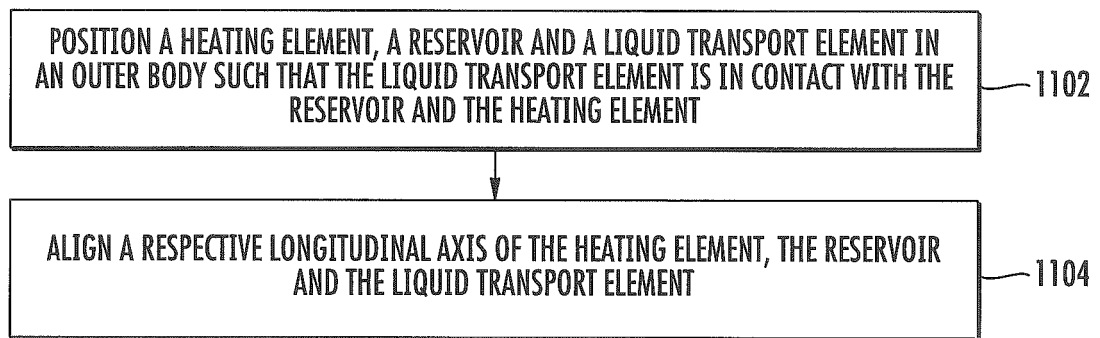 POSITION A HEATING ELEMENT, A RESERVOIR AND A LIQUID TRANSPORT ELEMENT IN
AN OUTER BODY SUCH THAT THE LIQUID TRANSPORT ELEMENT IS IN CONTACT WITH THE
RESERVOIR AND THE HEATING ELEMENT
1102
ALIGN A RESPECTIVE LONGITUDINAL AXIS OF THE HEATING ELEMENT, THE RESERVOIR
AND THE LIQUID TRANSPORT ELEMENT
1104